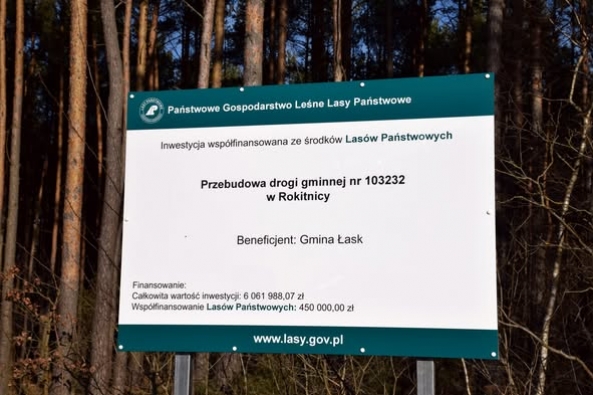 Państwowe Gospodarstwo Leśne Lasy Państwowe
Inwestycja współfinansowana ze środków Lasów Państwowych
Przebudowa drogi gminnej nr 103232
w Rokitnicy
Beneficjent: Gmina Łask
Finansowanie:
Całkowita wartość inwestycji: 6 061 988,07 zł
Współfinansowanie Lasów Państwowych: 450 000,00 zł
www.lasy.gov.pl